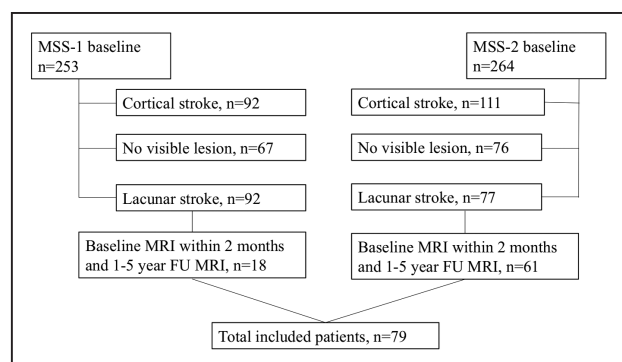 MSS-1 baseline
n=253
Cortical stroke, n=92
No visible lesion, n=67
Lacunar stroke, n=92
Baseline MRI within 2 months
and 1-5 year FU MRI, n=18
MSS-2 baseline
n=264
Cortical stroke, n=111
No visible lesion, n=76
Lacunar stroke, n=77
Baseline MRI within 2 months
and 1-5 year FU MRI, n=61
Total included patients, n=79